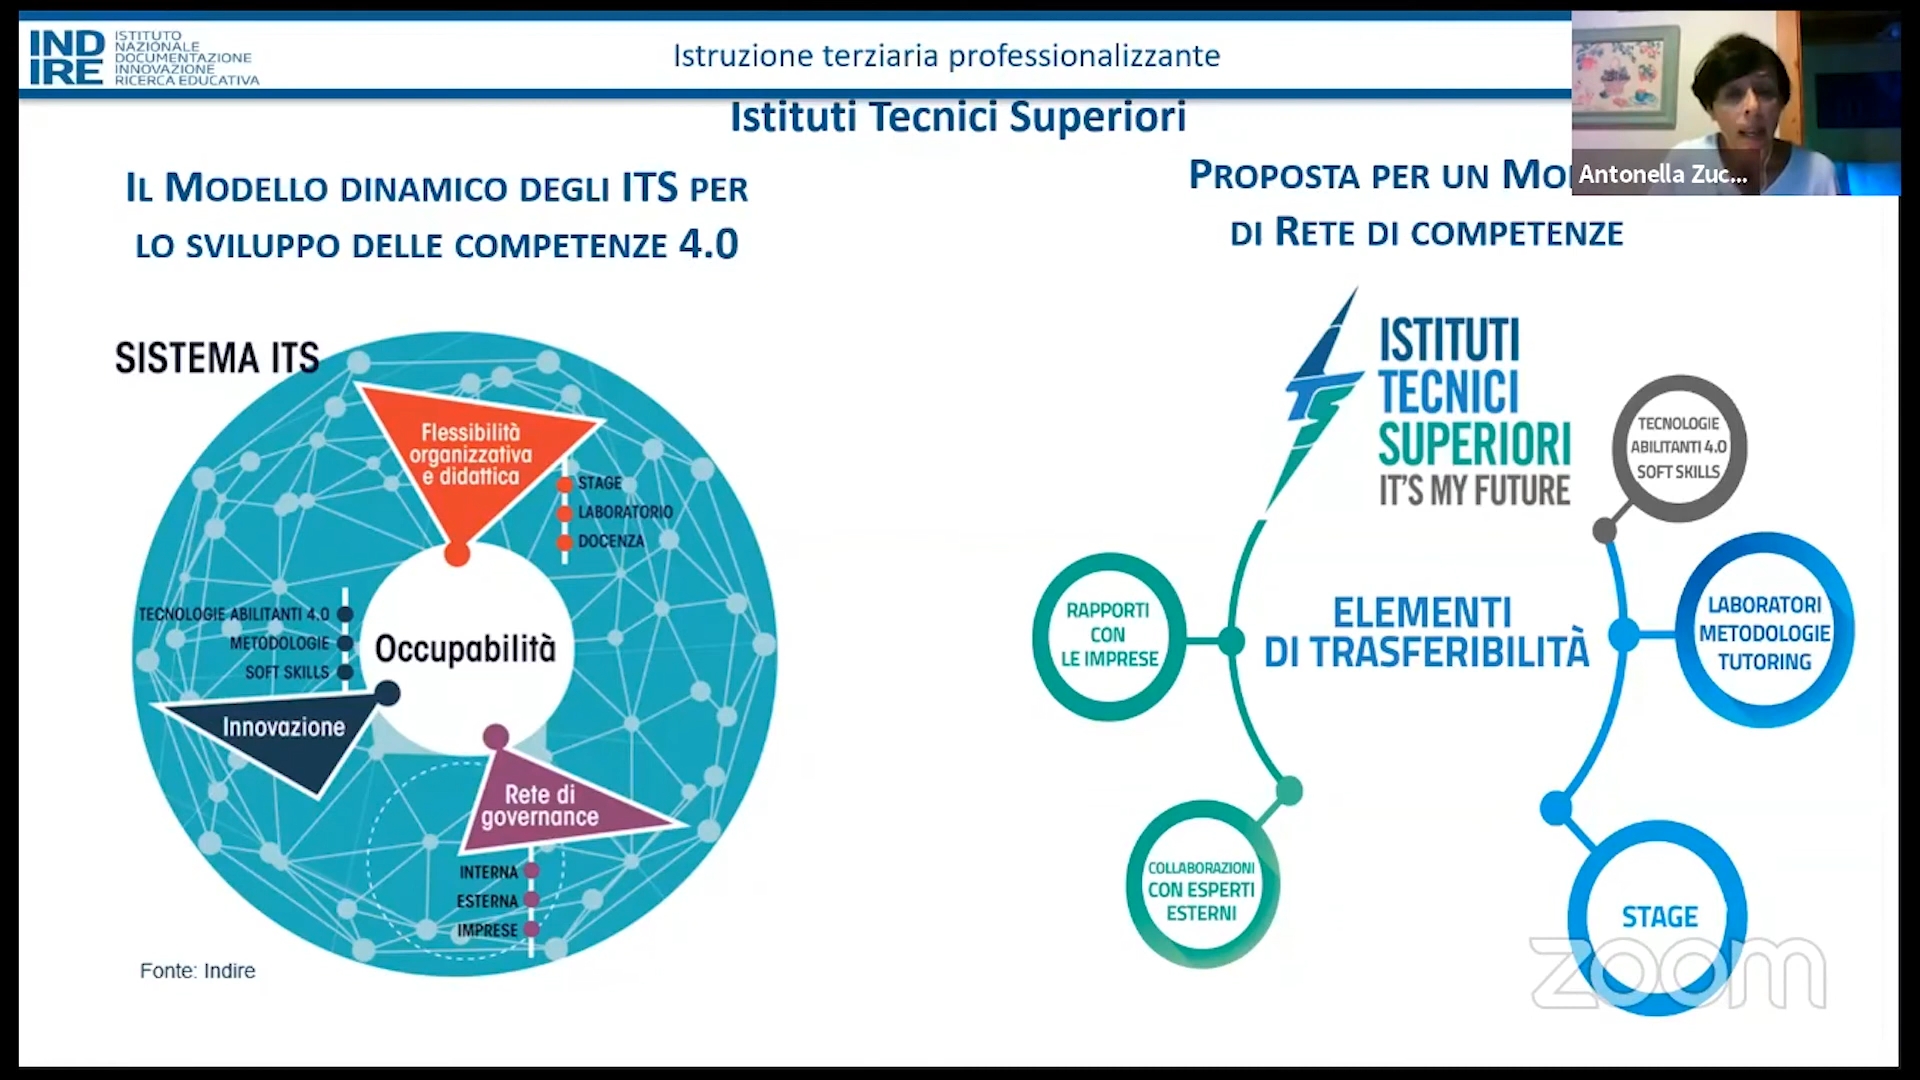 IND
IRE
ISTITUTO
NAZIONALE
DOCUMENTAZIONE
INNOVAZIONE
RICERCA EDUCATIVA
Istruzione terziaria professionalizzante
Istituti Tecnici Superiori
Antonella Zuc...
IL MODELLO DINAMICO DEGLI ITS PER
LO SVILUPPO DELLE COMPETENZE 4.0
SISTEMA ITS
Flessibilità
organizzativa
e didattica
STAGE
LABORATORIO
DOCENZA
TECNOLOGIE ABILITANTI 4.0
METODOLOGIE
SOFT SKILLS
Occupabilità
Innovazione
Rete di
governance
INTERNA
ESTERNA
IMPRESE
Fonte: Indire
PROPOSTA PER UN
DI RETE DI COMPETENZE
ITS
ISTITUTI
TECNICI
SUPERIORI
IT'S MY FUTURE
TECNOLOGIE
ABILITANTI 4.0
SOFT SKILLS
RAPPORTI
CON
LE IMPRESE
ELEMENTI
DI TRASFERIBILITÀ
LABORATORI
METODOLOGIE
TUTORING
COLLABORAZIONI
CON ESPERTI
ESTERNI
STAGE
zoom